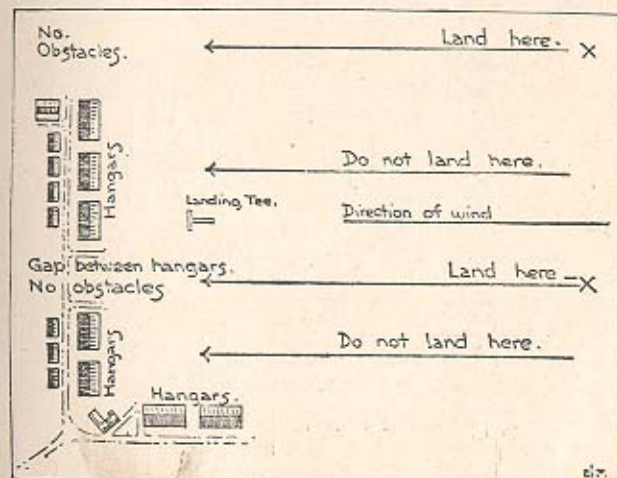 No.
Obstacles.
Land here.
Hangars
Do not land here.
Landing Tee.
Direction of wind
Gap between hangars.
No obstacles
Land here
Hangars
Do not land here.
Hangars.